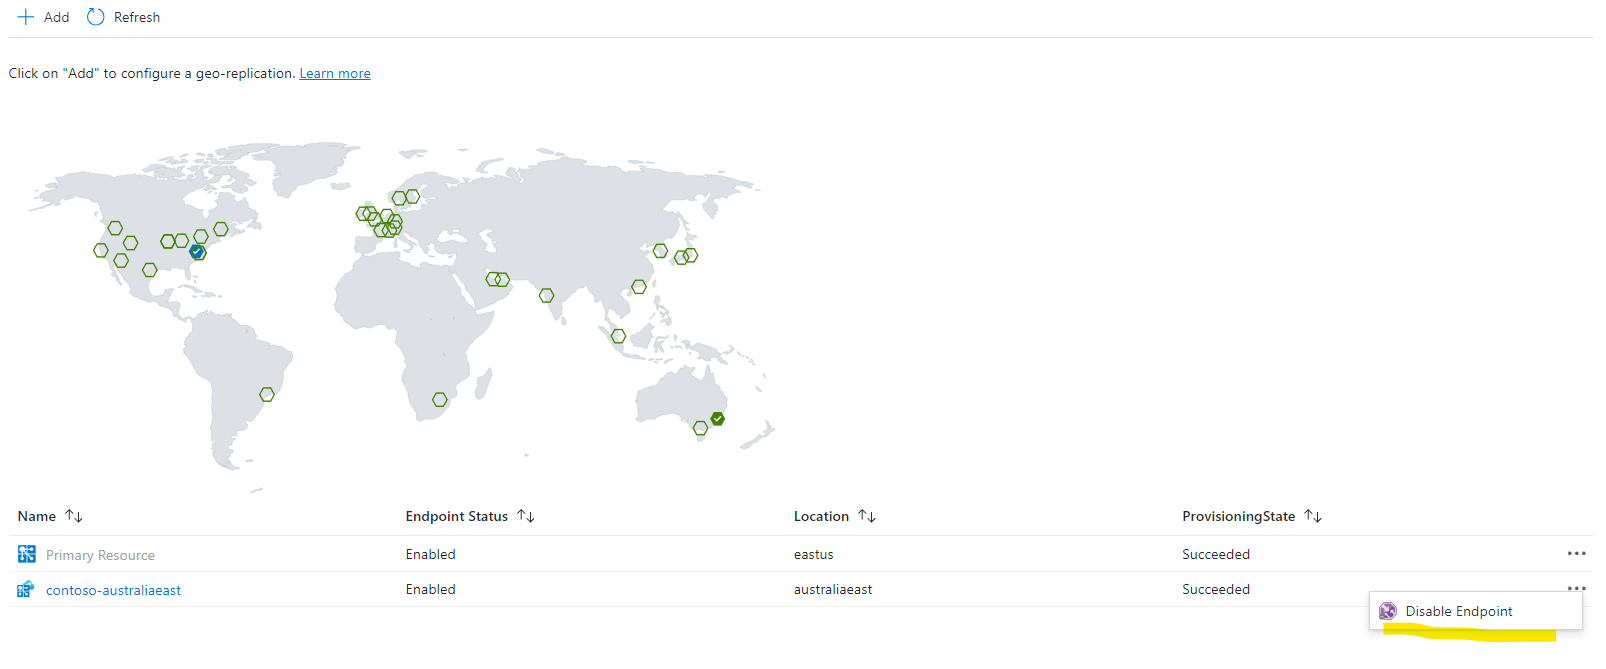 Add Refresh
Click on "Add" to configure a geo-replication. Learn more
Name Endpoint Status Location ProvisioningState
Primary Resource Enabled eastus Succeeded
contoso-australiaeast Enabled australiaeast Succeeded
Disable Endpoint